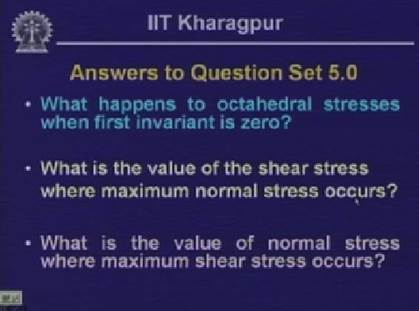 IIT Kharagpur
Answers to Question Set 5.0
• What happens to octahedral stresses
when first invariant is zero?
• What is the value of the shear stress
where maximum normal stress occurs?
• What is the value of normal stress
where maximum shear stress occurs?